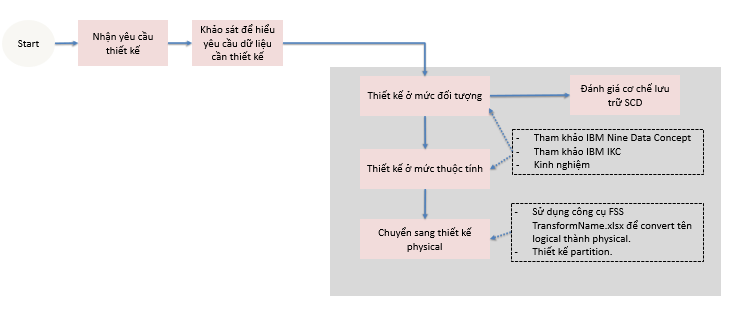 Start
Nhận yêu cầu
thiết kế
Khảo sát để hiểu
yêu cầu dữ liệu
cần thiết kế
Thiết kế ở mức đối tượng
Đánh giá cơ chế lưu
trữ SCD
- Tham khảo IBM Nine Data Concept
- Tham khảo IBM IKC
- Kinh nghiệm
Thiết kế ở mức thuộc tính
Chuyển sang thiết kế
physical
- Sử dụng công cụ FSS
TransformName.xlsx để convert tên
logical thành physical.
- Thiết kế partition.